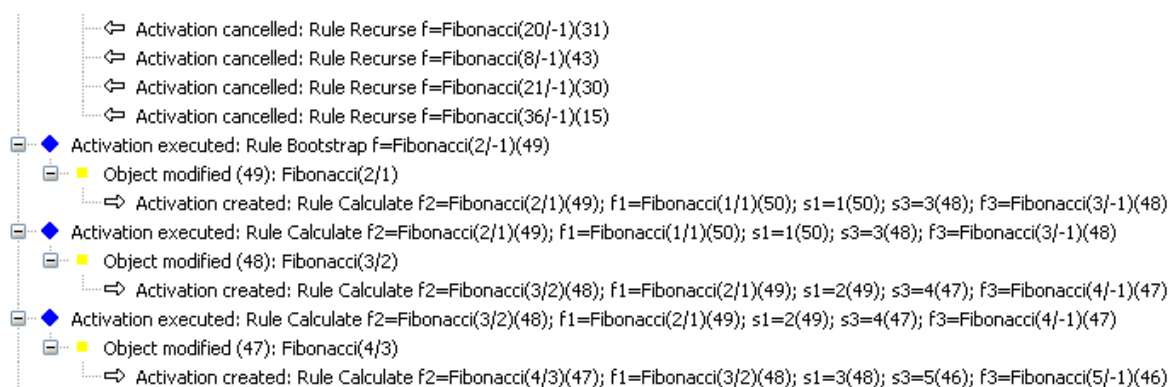 Activation cancelled: Rule Recurse f=Fibonacci(20/-1)(31)
Activation cancelled: Rule Recurse f=Fibonacci(8/-1)(43)
Activation cancelled: Rule Recurse f=Fibonacci(21/-1)(30)
Activation cancelled: Rule Recurse f=Fibonacci(36/-1)(15)
Activation executed: Rule Bootstrap f=Fibonacci(2/-1)(49)
Object modified (49): Fibonacci(2/1)
Activation created: Rule Calculate f2=Fibonacci(2/1)(49); f1=Fibonacci(1/1)(50); s1=1(50); s3=3(48); f3=Fibonacci(3/-1)(48)
Activation executed: Rule Calculate f2=Fibonacci(2/1)(49); f1=Fibonacci(1/1)(50); s1=1(50); s3=3(48); f3=Fibonacci(3/-1)(48)
Object modified (48): Fibonacci(3/2)
Activation created: Rule Calculate f2=Fibonacci(3/2)(48); f1=Fibonacci(2/1)(49); s1=2(49); s3=4(47); f3=Fibonacci(4/-1)(47)
Activation executed: Rule Calculate f2=Fibonacci(3/2)(48); f1=Fibonacci(2/1)(49); s1=2(49); s3=4(47); f3=Fibonacci(4/-1)(47)
Object modified (47): Fibonacci(4/3)
Activation created: Rule Calculate f2=Fibonacci(4/3)(47); f1=Fibonacci(3/2)(48); s1=3(48); s3=5(46); f3=Fibonacci(5/-1)(46)